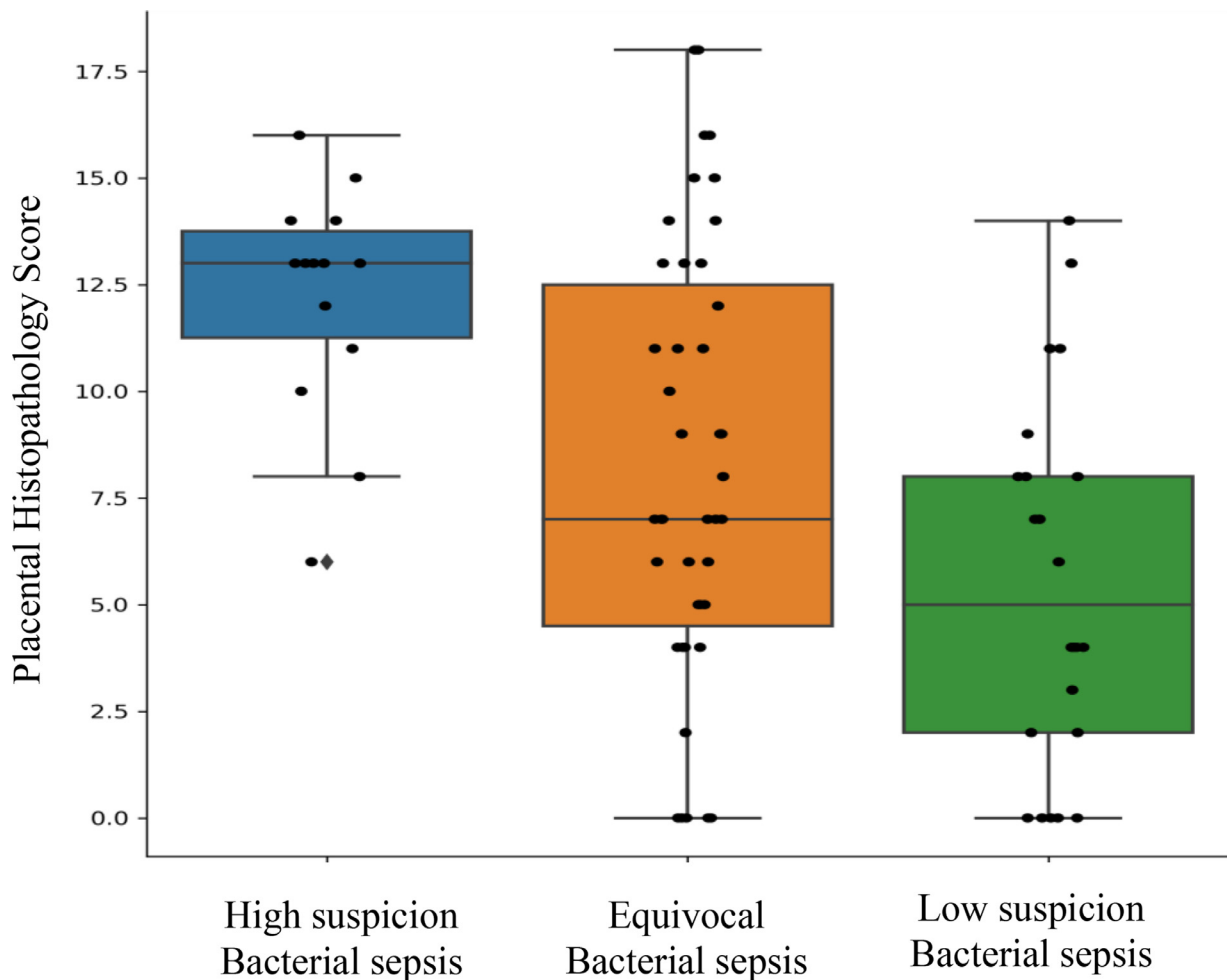 Placental Histopathology Score
17.5
15.0
12.5
10.0
7.5
5.0
2.5
0.0
High suspicion
Bacterial sepsis
Equivocal
Bacterial sepsis
Low suspicion
Bacterial sepsis